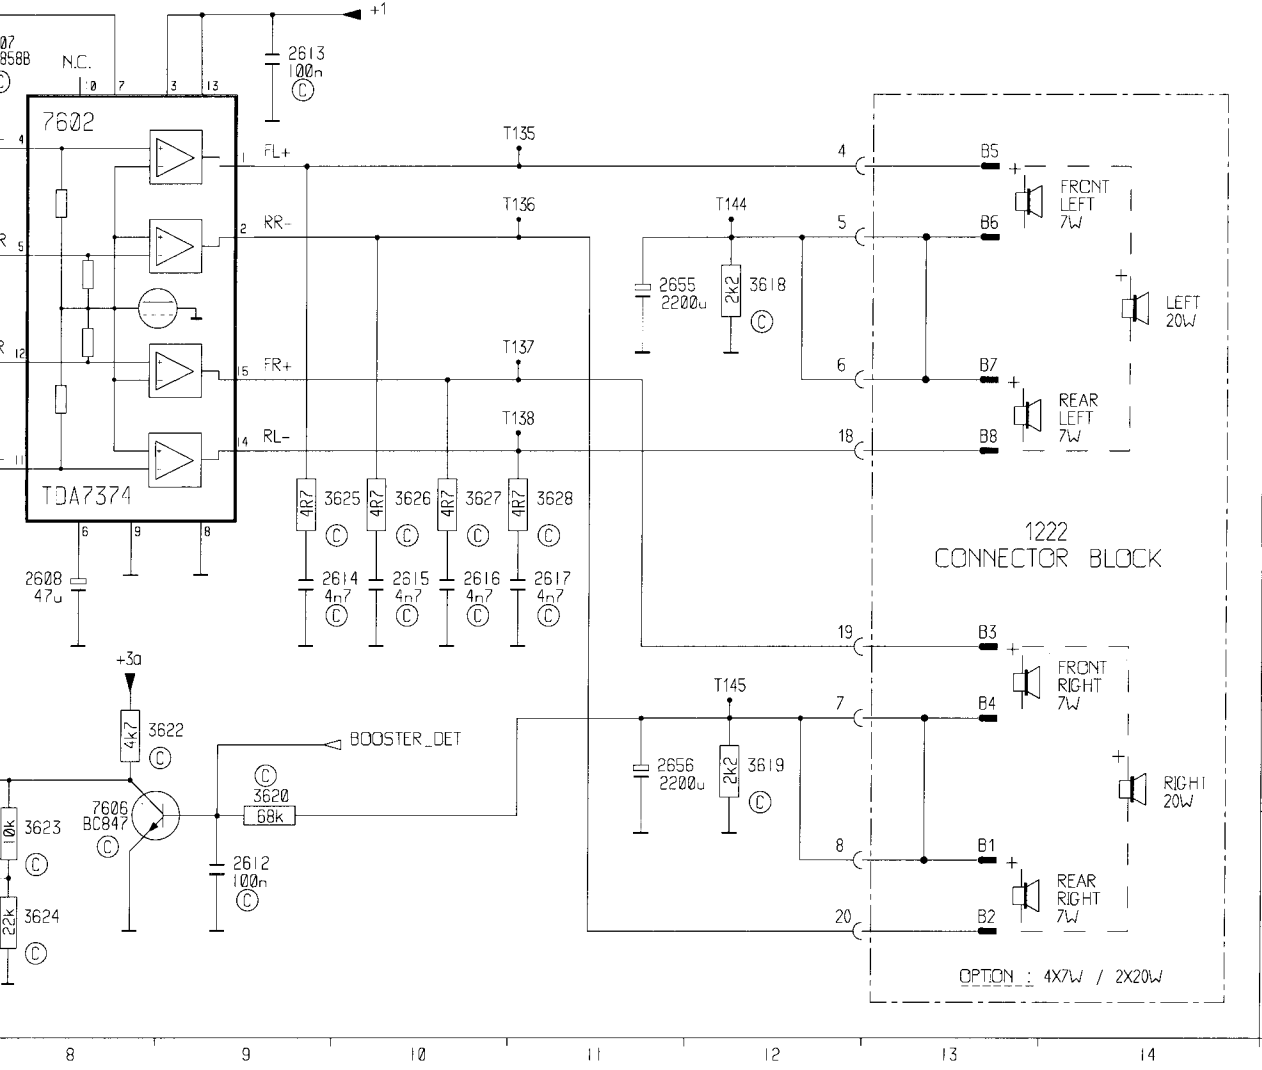 +1
07
858B
C
N.C.
10 7 3 13
2613
100n
C
7602
4
1 FL+
T135
4 B5
+
FRONT
LEFT
7W
R 5
2 RR-
T136
T144
5 B6
2655
2200u
2k2
3618
C
+
LEFT
20W
R 12
15 FR+
T137
6 B7
+
REAR
LEFT
7W
11
14 RL-
T138
18 B8
TDA7374
6 9 8
4R7 3625
C
4R7 3626
C
4R7 3627
C
4R7 3628
C
2608
47u
2614
4n7
C
2615
4n7
C
2616
4n7
C
2617
4n7
C
1222
CONNECTOR BLOCK
+3a
4k7
3622
C
BOOSTER_DET
19 B3
+
FRONT
RIGHT
7W
T145
7 B4
2656
2200u
2k2
3619
C
+
RIGHT
20W
C
3620
68k
7606
BC847
C
10k
3623
C
2612
100n
C
22k
3624
C
8 B1
+
REAR
RIGHT
7W
20 B2
OPTION : 4X7W / 2X20W
8 9 10 11 12 13 14